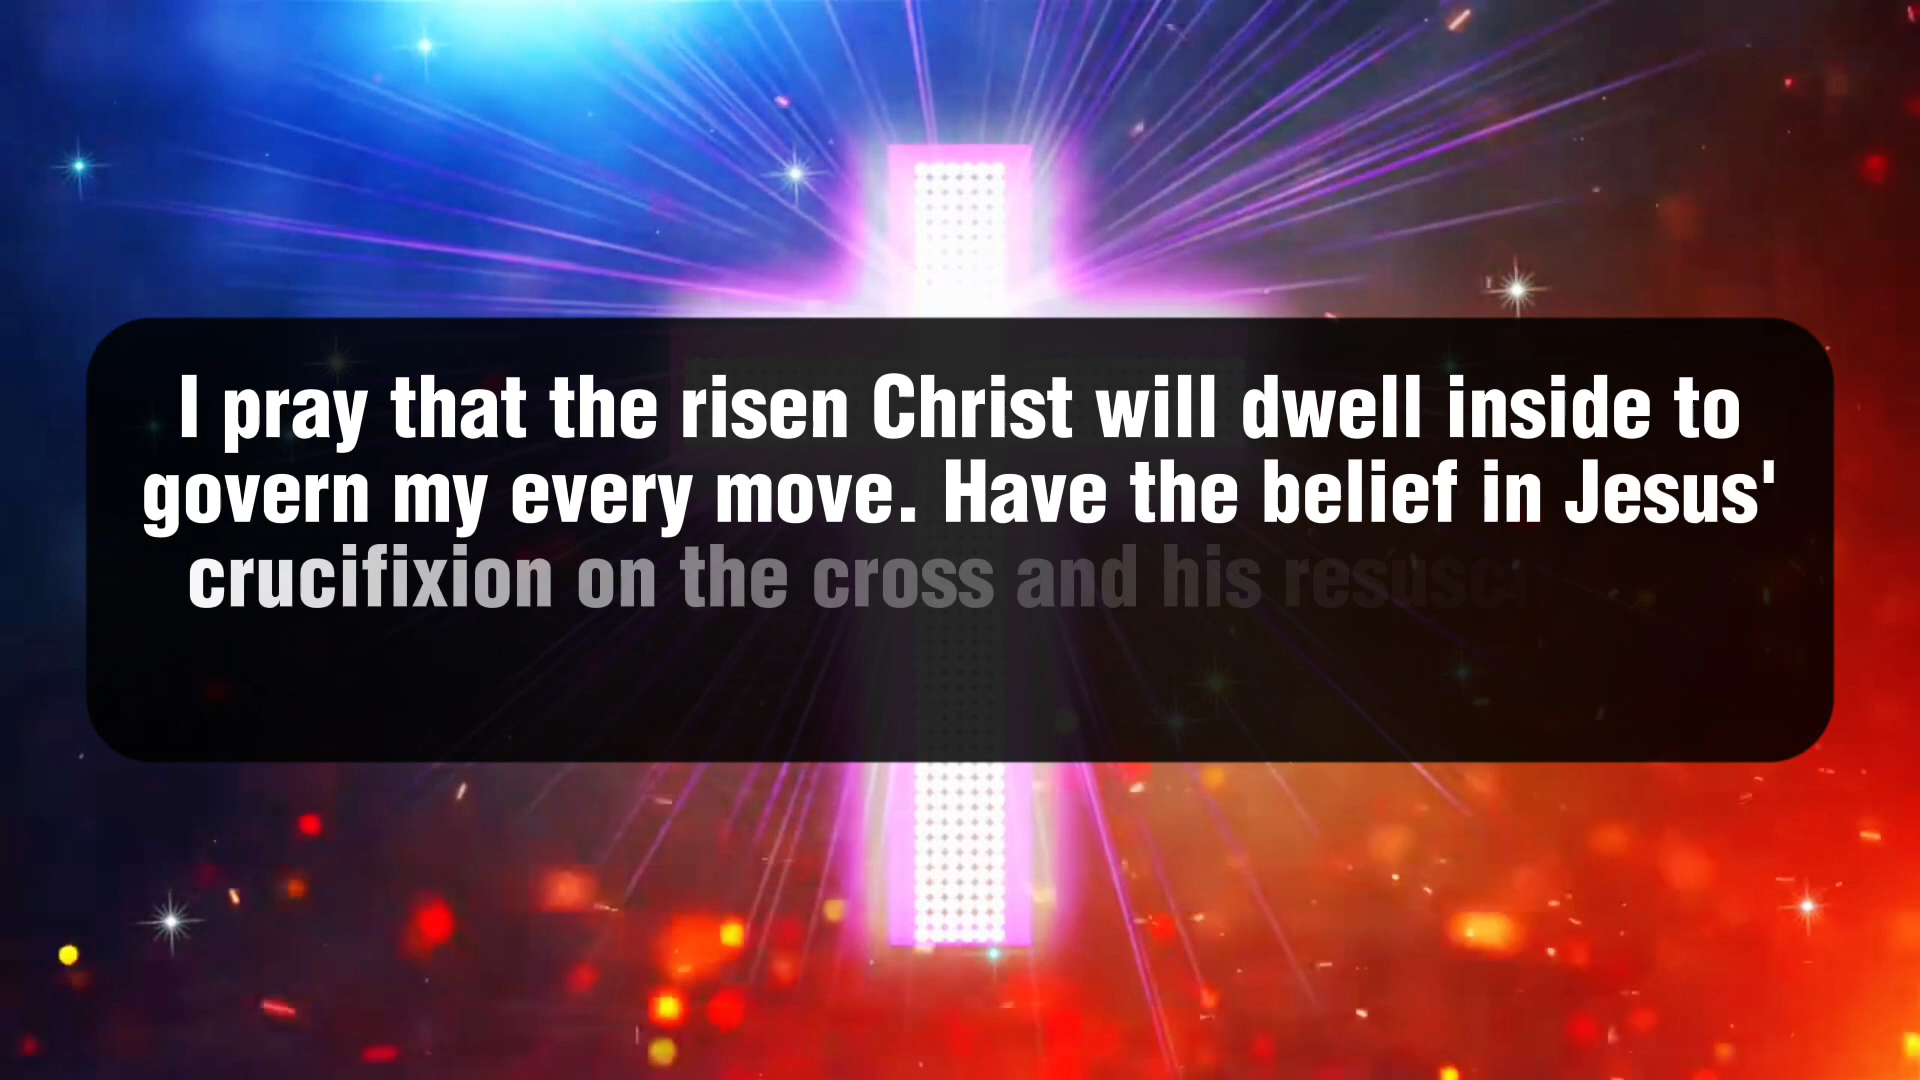 I pray that the risen Christ will dwell inside to
govern my every move. Have the belief in Jesus'
crucifixion on the cross and his